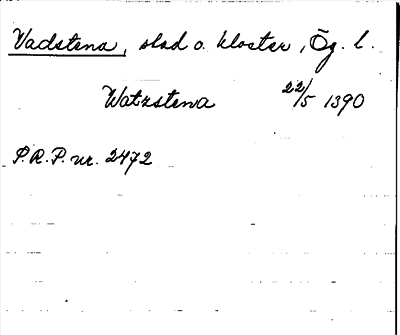 Vadstena, stad o. kloster, Ög. l.
Watzstena 22/5 1390
P.R.P. nr. 2472